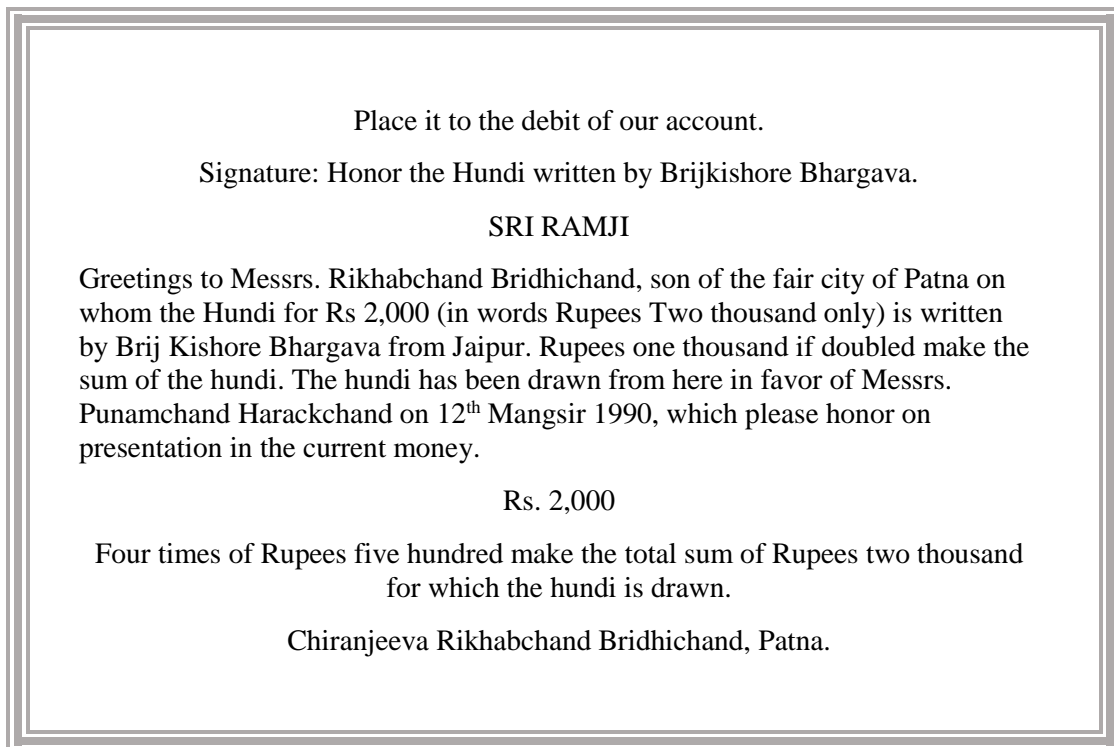 Place it to the debit of our account.
Signature: Honor the Hundi written by Brijkishore Bhargava.
SRI RAMJI
Greetings to Messrs. Rikhabchand Bridhichand, son of the fair city of Patna on
whom the Hundi for Rs 2,000 (in words Rupees Two thousand only) is written
by Brij Kishore Bhargava from Jaipur. Rupees one thousand if doubled make the
sum of the hundi. The hundi has been drawn from here in favor of Messrs.
Punamchand Harackchand on 12th Mangsir 1990, which please honor on
presentation in the current money.
Rs. 2,000
Four times of Rupees five hundred make the total sum of Rupees two thousand
for which the hundi is drawn.
Chiranjeeva Rikhabchand Bridhichand, Patna.